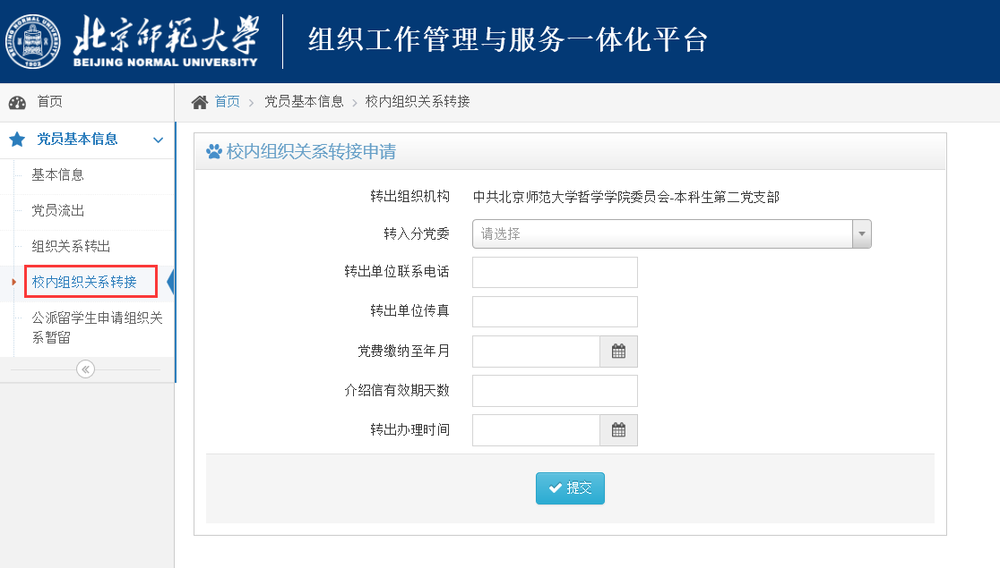 北京师范大学
BEIJING NORMAL UNIVERSITY
组织工作管理与服务一体化平台
首页
党员基本信息
基本信息
党员流出
组织关系转出
校内组织关系转接
公派留学生申请组织关
系暂留
首页 > 党员基本信息 > 校内组织关系转接
校内组织关系转接申请
转出组织机构 中共北京师范大学哲学学院委员会-本科生第二党支部
转入分党委 请选择
转出单位联系电话
转出单位传真
党费缴纳至年月
介绍信有效期天数
转出办理时间
提交